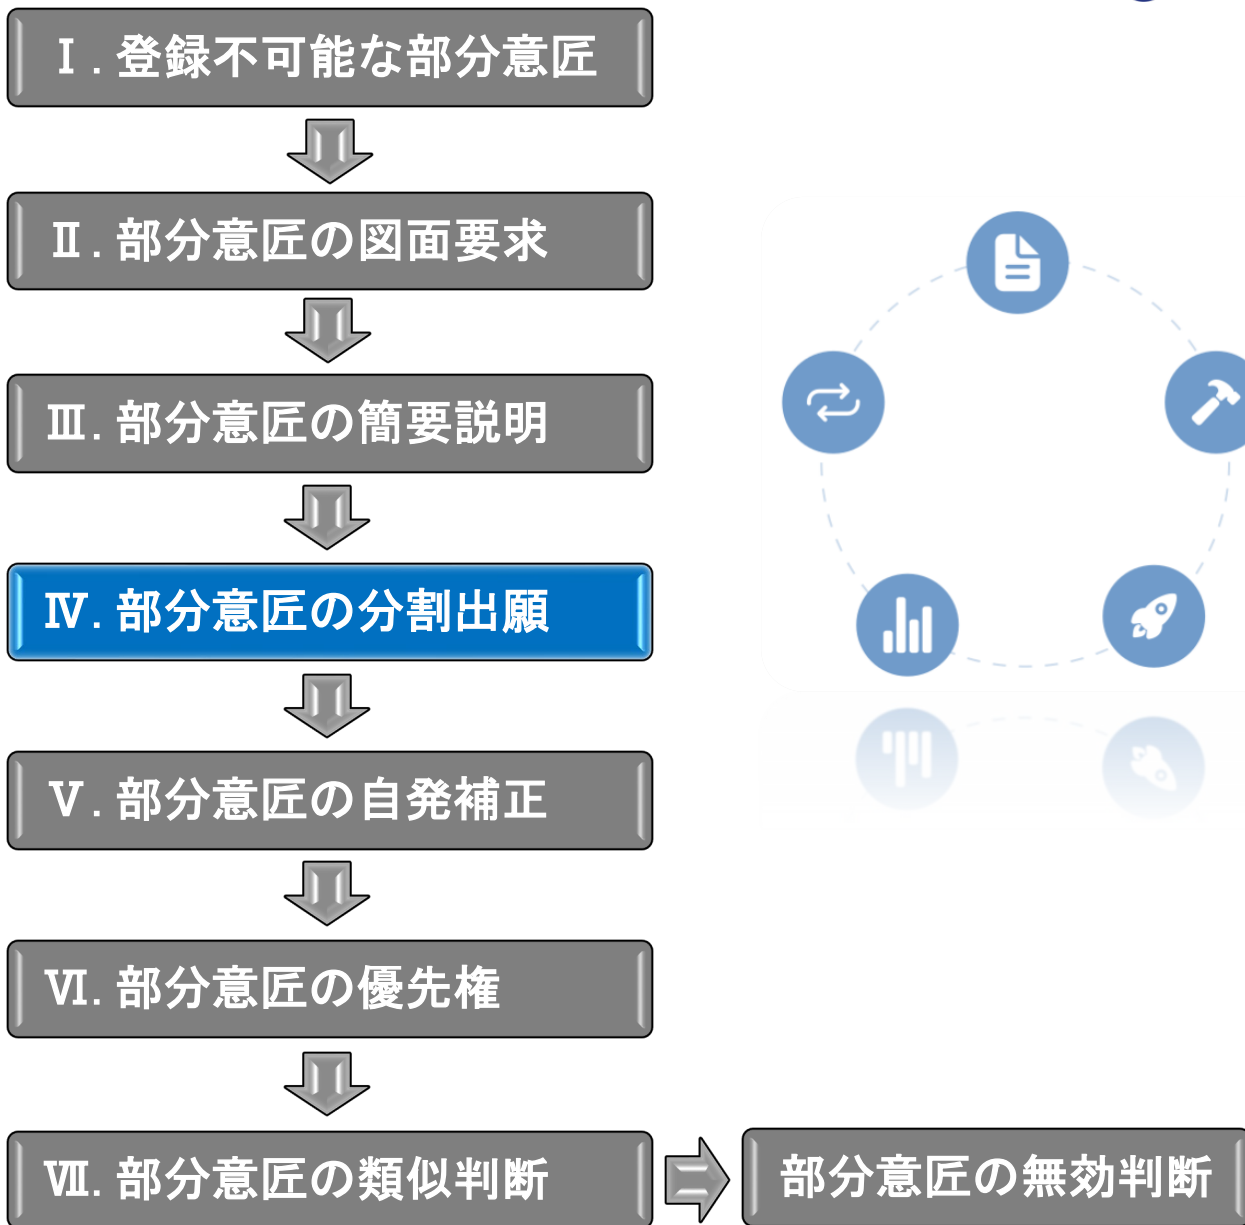 Ⅰ.登録不可能な部分意匠
Ⅱ.部分意匠の図面要求
Ⅲ.部分意匠の簡要説明
Ⅳ.部分意匠の分割出願
Ⅴ.部分意匠の自発補正
Ⅵ.部分意匠の優先権
Ⅶ.部分意匠の類似判断
部分意匠の無効判断